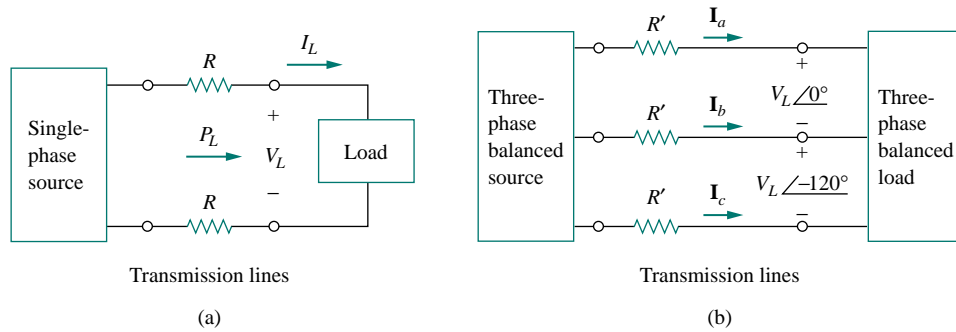 Single-
phase
source
R
I_L
P_L
+
V_L
−
R
Load
Transmission lines
(a)
Three-
phase
balanced
source
R′
I_a
+
V_L ∠0°
−
R′
I_b
+
V_L ∠−120°
−
R′
I_c
Three-
phase
balanced
load
Transmission lines
(b)